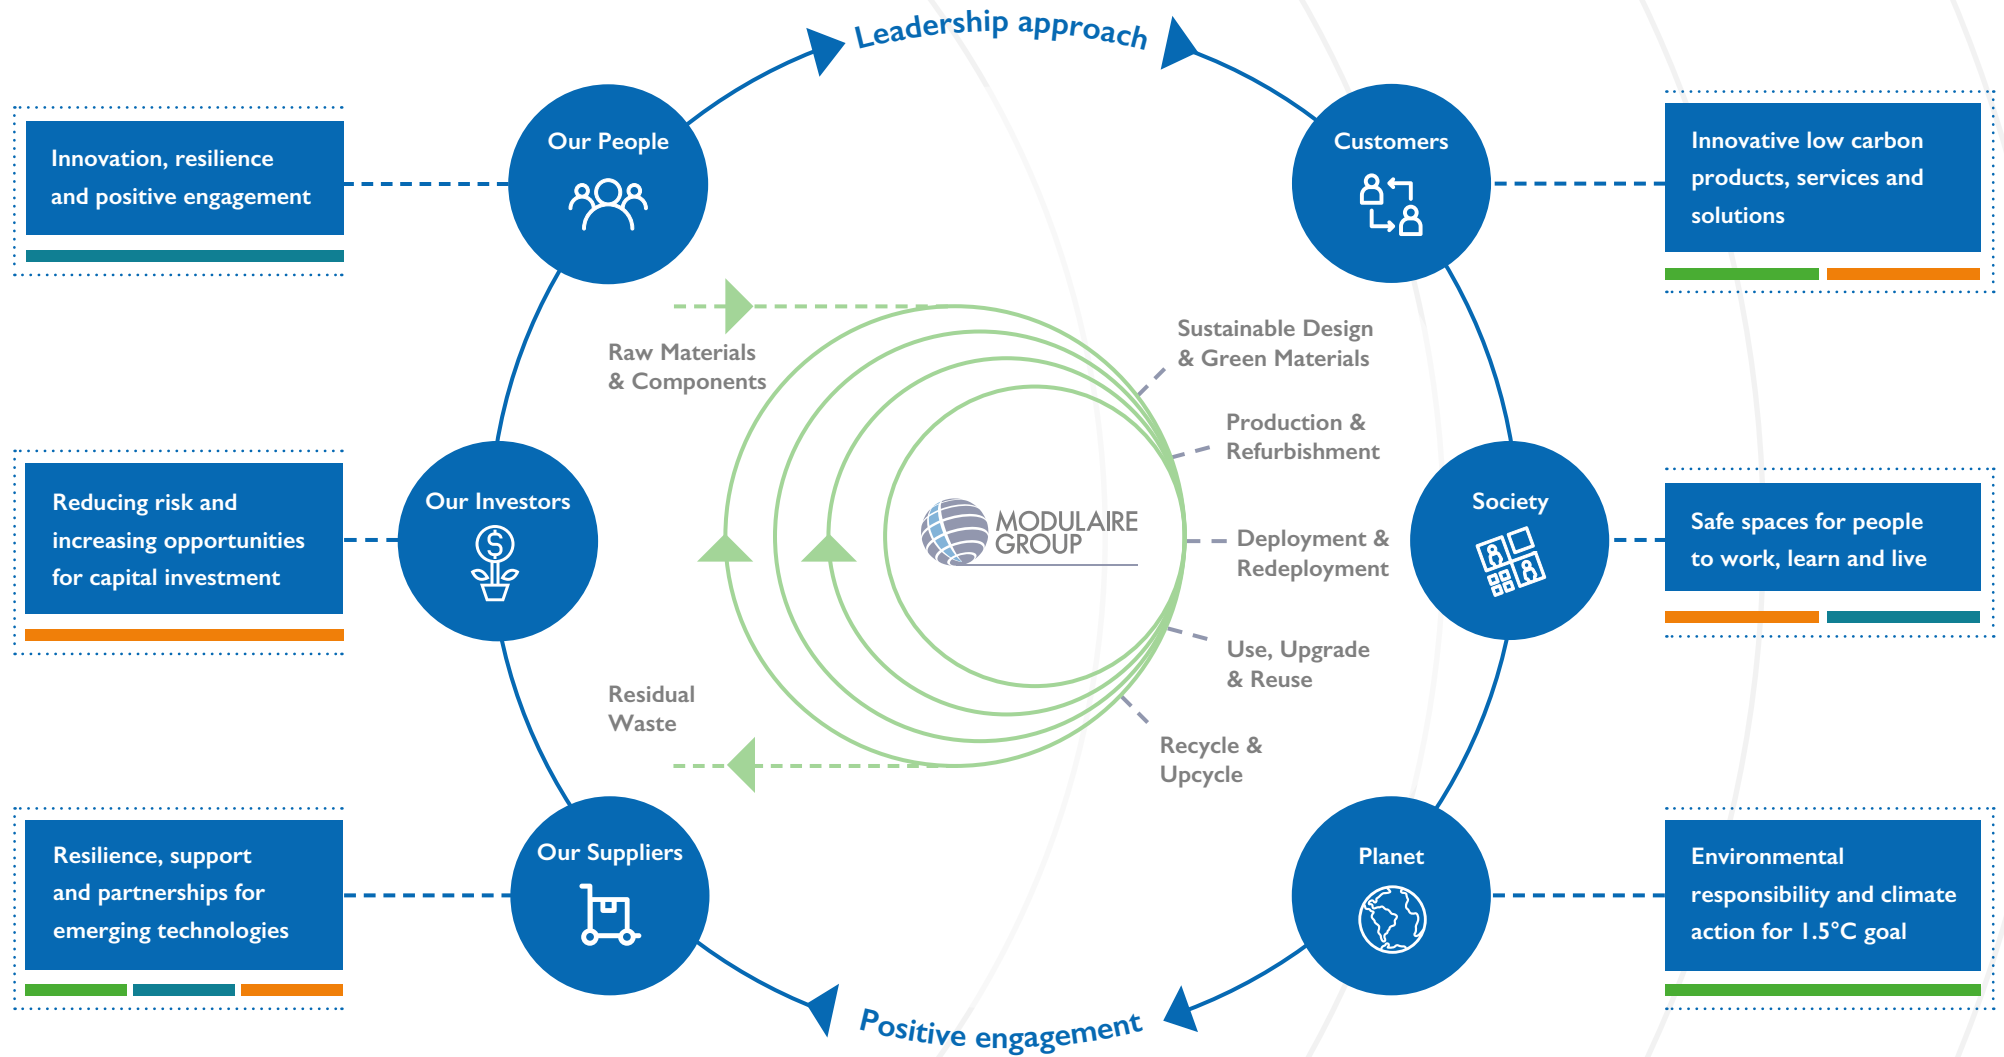 Leadership approach
Our People
Innovation, resilience
and positive engagement
Customers
Innovative low carbon
products, services and
solutions
Raw Materials
& Components
Sustainable Design
& Green Materials
Production &
Refurbishment
Our Investors
Reducing risk and
increasing opportunities
for capital investment
MODULAIRE
GROUP
Deployment &
Redeployment
Society
Safe spaces for people
to work, learn and live
Use, Upgrade
& Reuse
Residual
Waste
Recycle &
Upcycle
Our Suppliers
Resilience, support
and partnerships for
emerging technologies
Planet
Environmental
responsibility and climate
action for 1.5°C goal
Positive engagement